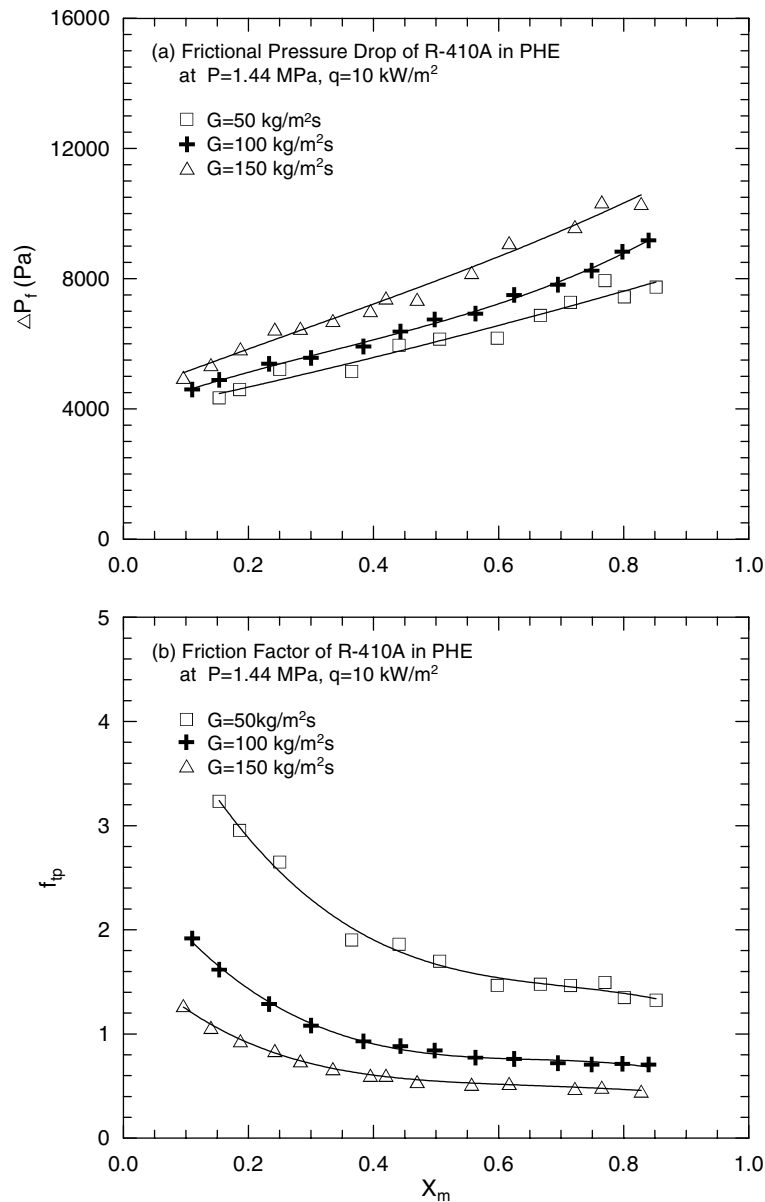 16000
12000
8000
4000
0
△P_f (Pa)
(a) Frictional Pressure Drop of R-410A in PHE
at P=1.44 MPa, q=10 kW/m²
G=50 kg/m²s
G=100 kg/m²s
G=150 kg/m²s
0.0 0.2 0.4 0.6 0.8 1.0
5
4
3
2
1
0
f_tp
(b) Friction Factor of R-410A in PHE
at P=1.44 MPa, q=10 kW/m²
G=50kg/m²s
G=100 kg/m²s
G=150 kg/m²s
0.0 0.2 0.4 0.6 0.8 1.0
X_m